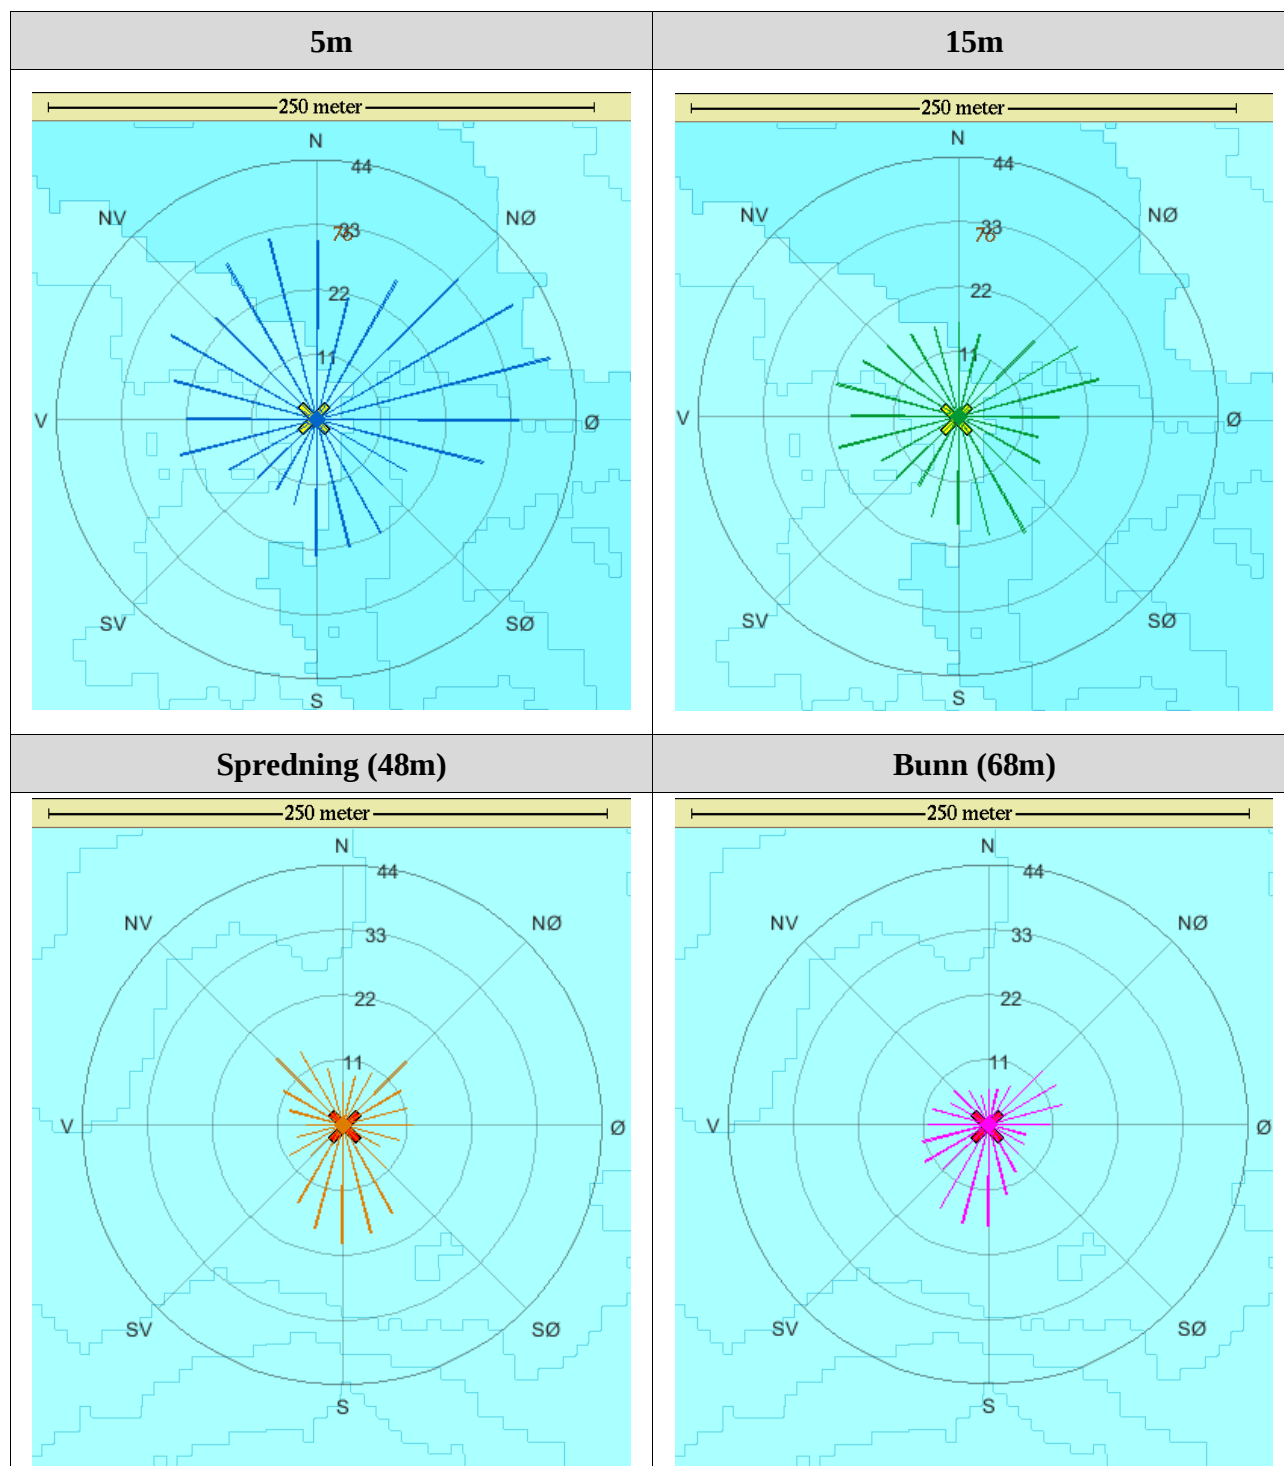 5m
15m
250 meter
N
44
NV
NØ
33
76
22
11
V
Ø
SV
SØ
S
250 meter
N
44
NV
NØ
33
76
22
11
V
Ø
SV
SØ
S
Spredning (48m)
Bunn (68m)
250 meter
N
44
NV
NØ
33
22
11
V
Ø
SV
SØ
S
250 meter
N
44
NV
NØ
33
22
11
V
Ø
SV
SØ
S